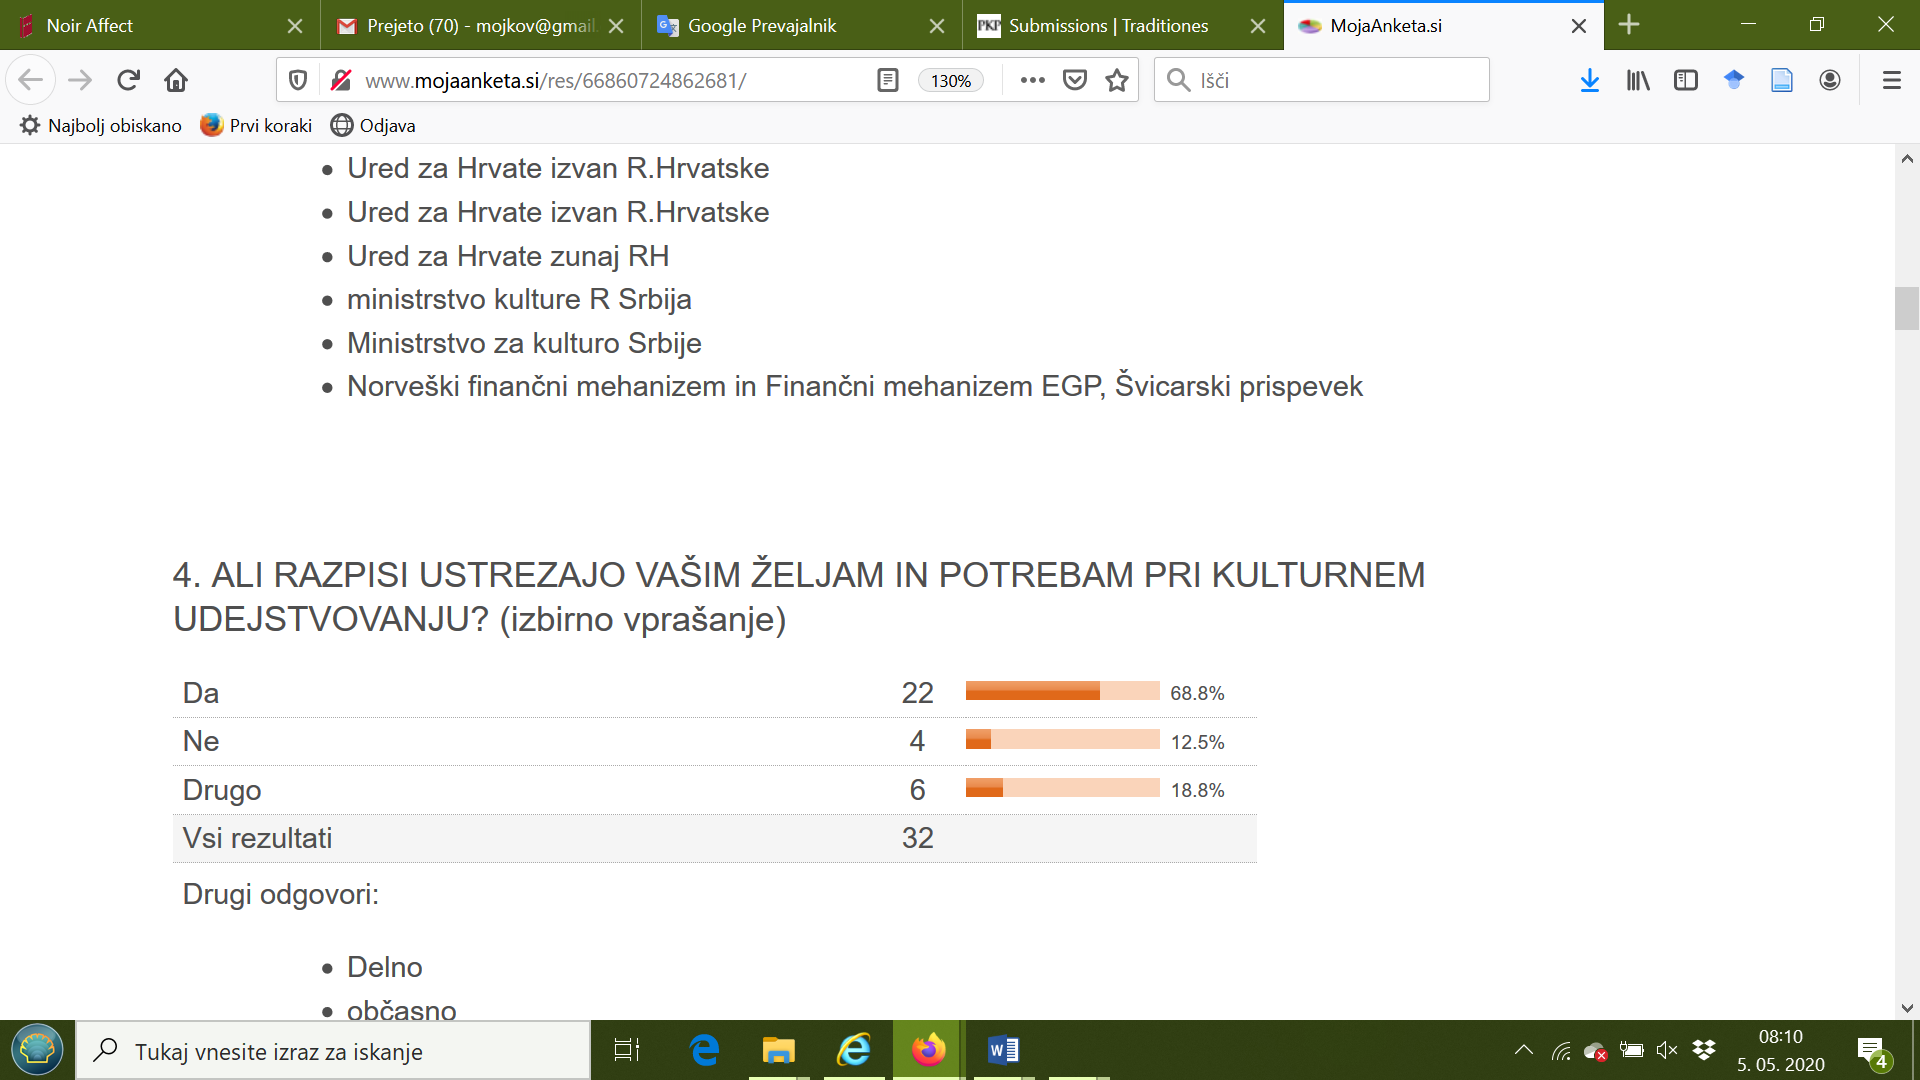 Noir Affect
Prejeto (70) - mojkov@gmail.
Google Prevajalnik
PKP Submissions | Traditiones
MojaAnketa.si
www.mojaanketa.si/res/66860724862681/
130%
Išči
Najbolj obiskano
Prvi koraki
Odjava
• Ured za Hrvate izvan R.Hrvatske
• Ured za Hrvate izvan R.Hrvatske
• Ured za Hrvate zunaj RH
• ministrstvo kulture R Srbija
• Ministrstvo za kulturo Srbije
• Norveški finančni mehanizem in Finančni mehanizem EGP, Švicarski prispevek
4. ALI RAZPISI USTREZAJO VAŠIM ŽELJAM IN POTREBAM PRI KULTURNEM
UDEJSTVOVANJU? (izbirno vprašanje)
Da 22 68.8%
Ne 4 12.5%
Drugo 6 18.8%
Vsi rezultati 32
Drugi odgovori:
• Delno
• občasno
Tukaj vnesite izraz za iskanje
08:10
5. 05. 2020
4